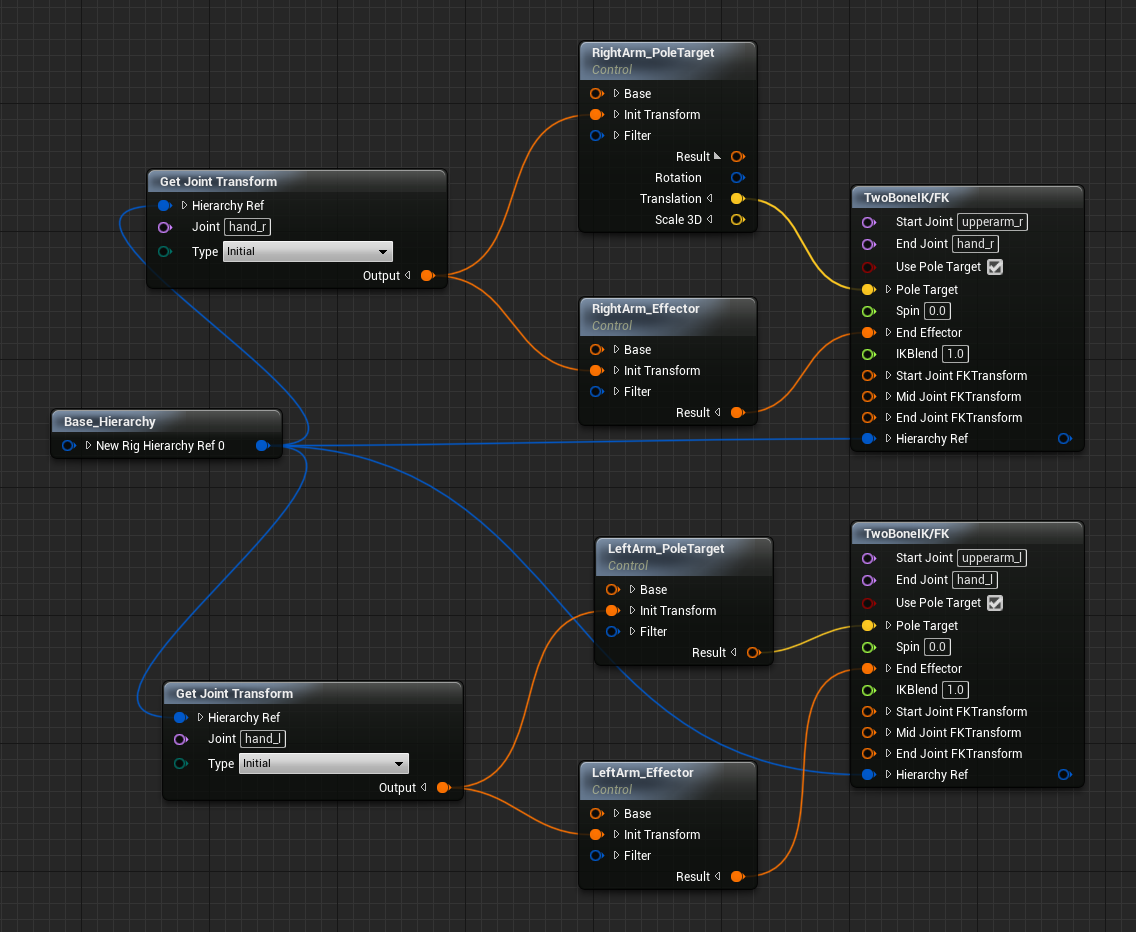 RightArm_PoleTarget
Control
Base
Init Transform
Filter
Result
Rotation
Translation
Scale 3D
Get Joint Transform
Hierarchy Ref
Joint hand_r
Type Initial
Output
TwoBoneIK/FK
Start Joint upperarm_r
End Joint hand_r
Use Pole Target
Pole Target
Spin 0.0
End Effector
IKBlend 1.0
Start Joint FKTransform
Mid Joint FKTransform
End Joint FKTransform
Hierarchy Ref
RightArm_Effector
Control
Base
Init Transform
Filter
Result
Base_Hierarchy
New Rig Hierarchy Ref 0
LeftArm_PoleTarget
Control
Base
Init Transform
Filter
Result
TwoBoneIK/FK
Start Joint upperarm_l
End Joint hand_l
Use Pole Target
Pole Target
Spin 0.0
End Effector
IKBlend 1.0
Start Joint FKTransform
Mid Joint FKTransform
End Joint FKTransform
Hierarchy Ref
Get Joint Transform
Hierarchy Ref
Joint hand_l
Type Initial
Output
LeftArm_Effector
Control
Base
Init Transform
Filter
Result